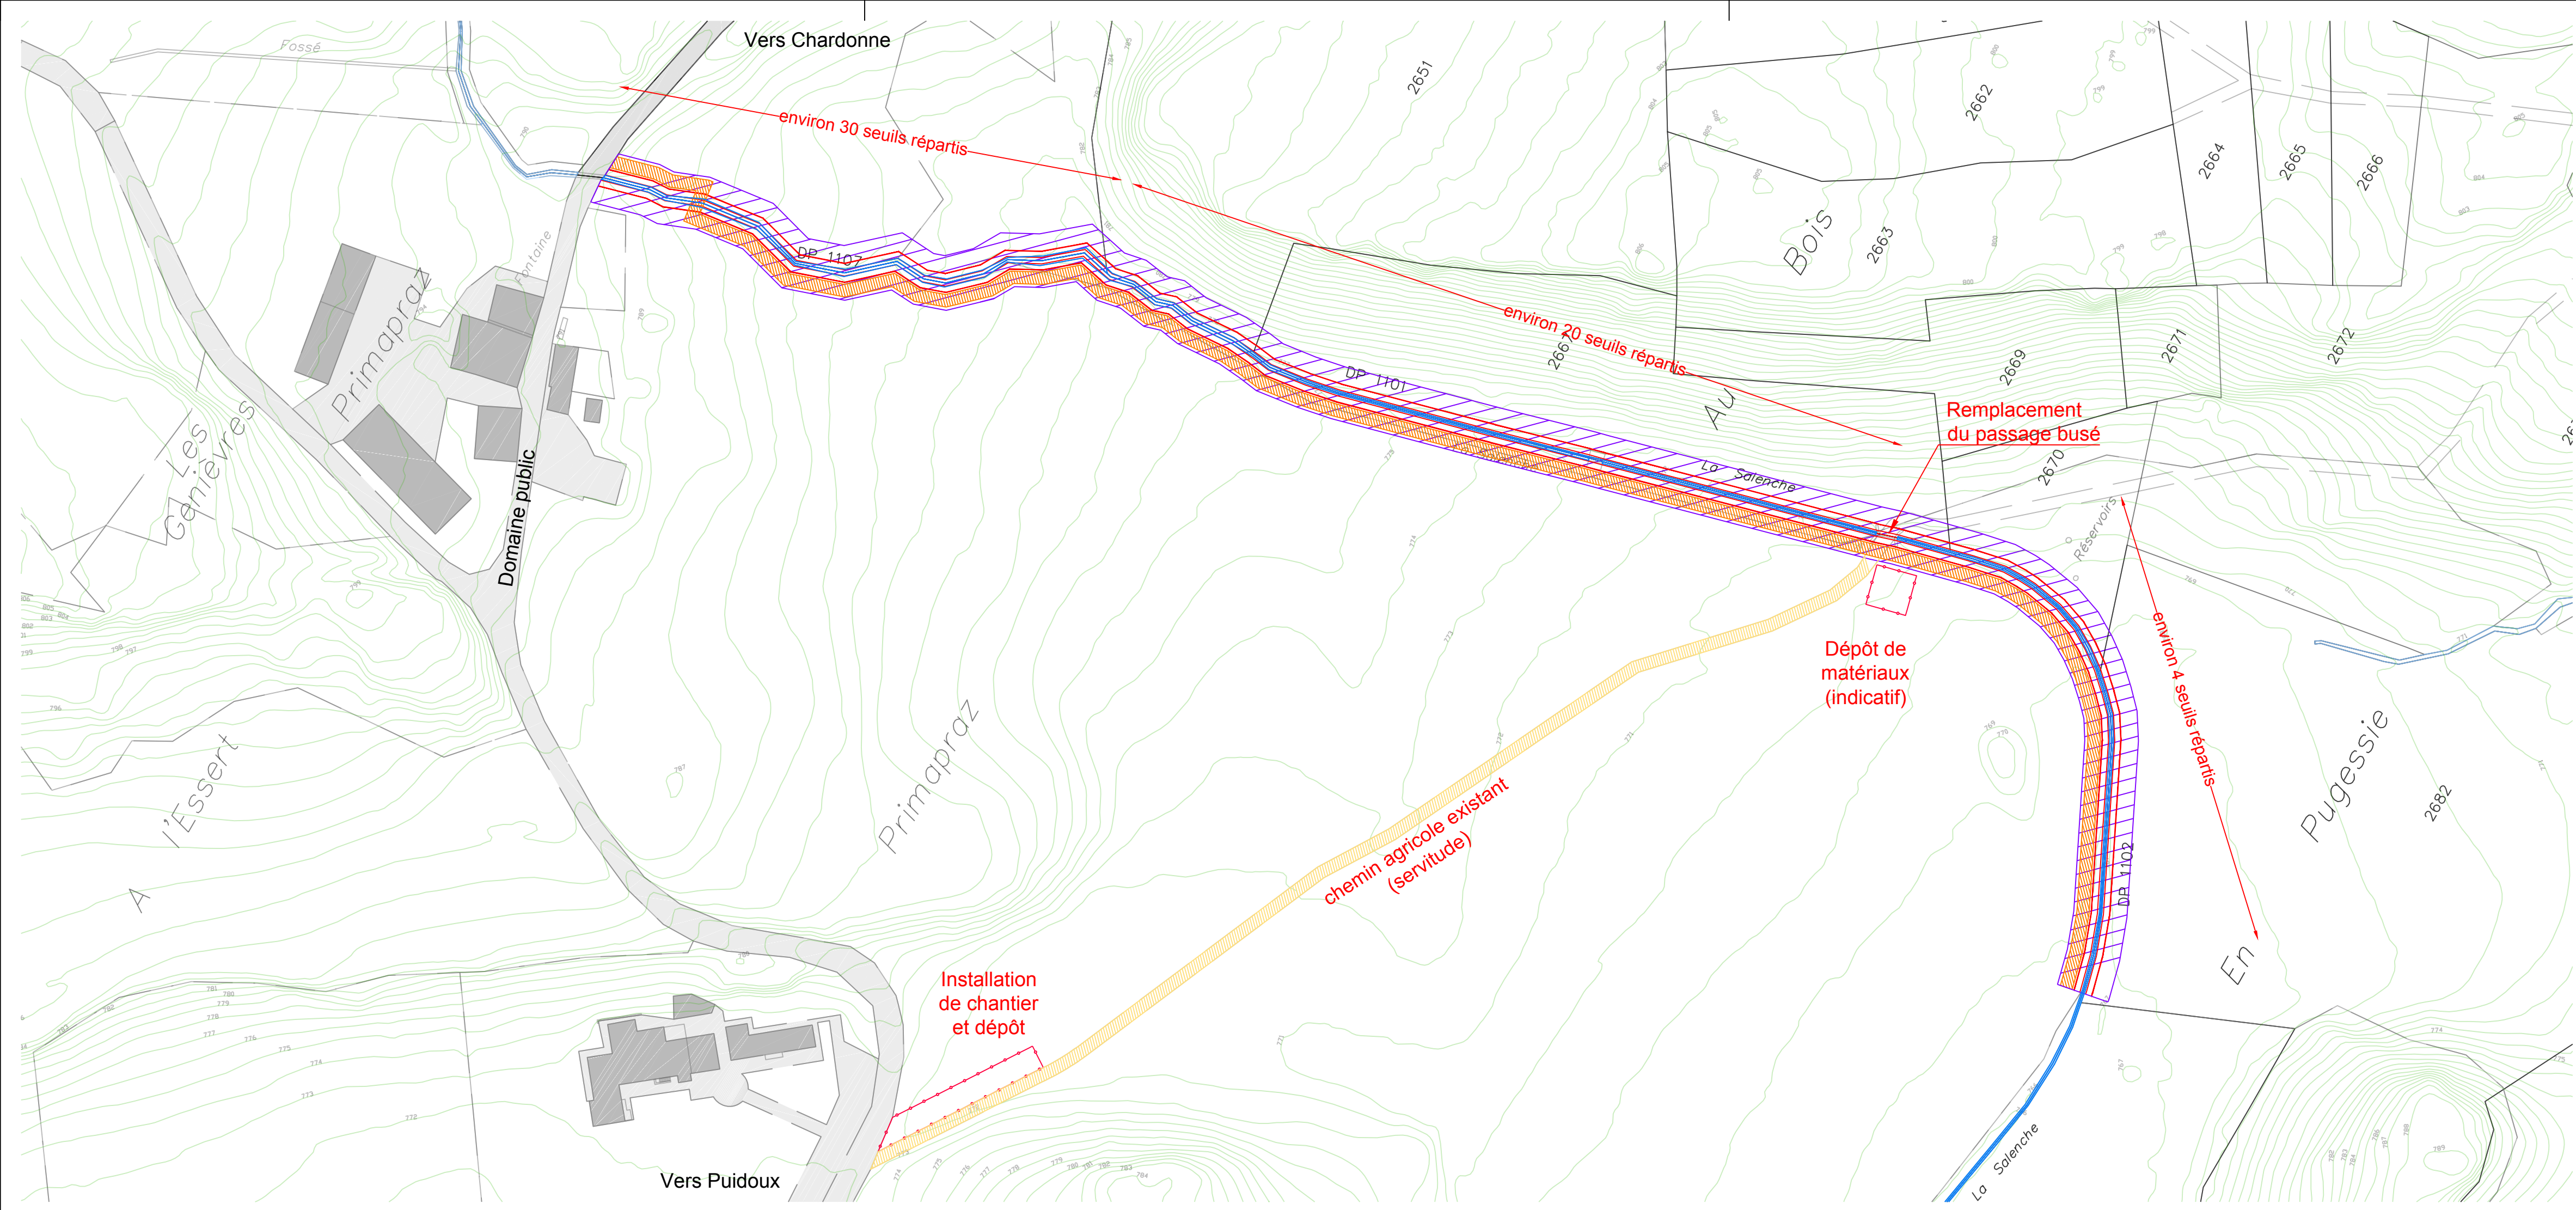 Vers Chardonne
Fossé
environ 30 seuils répartis
2651
2662
2663
2664
2665
2666
Bois
Au
DP 1107
Fontaine
Primapraz
Les
Genièvres
Domaine public
environ 20 seuils répartis
2667
2669
2671
2672
DP 1101
La Salenche
Remplacement
du passage busé
2670
Réservoirs
Dépôt de
matériaux
(indicatif)
environ 4 seuils répartis
Pugessie
En
2682
DP 1102
Primapraz
chemin agricole existant
(servitude)
A
l'Essert
Installation
de chantier
et dépôt
Vers Puidoux
La Salenche